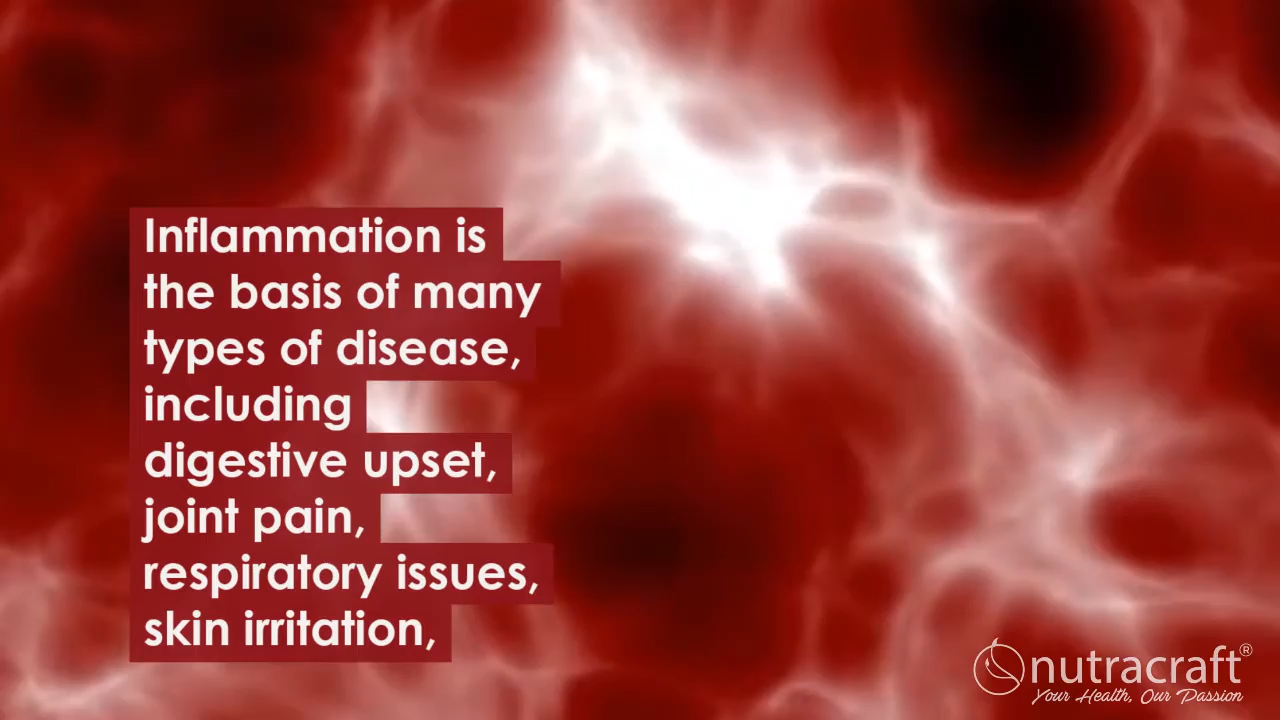 Inflammation is
the basis of many
types of disease,
including
digestive upset,
joint pain,
respiratory issues,
skin irritation,
nutracraft®
Your Health, Our Passion